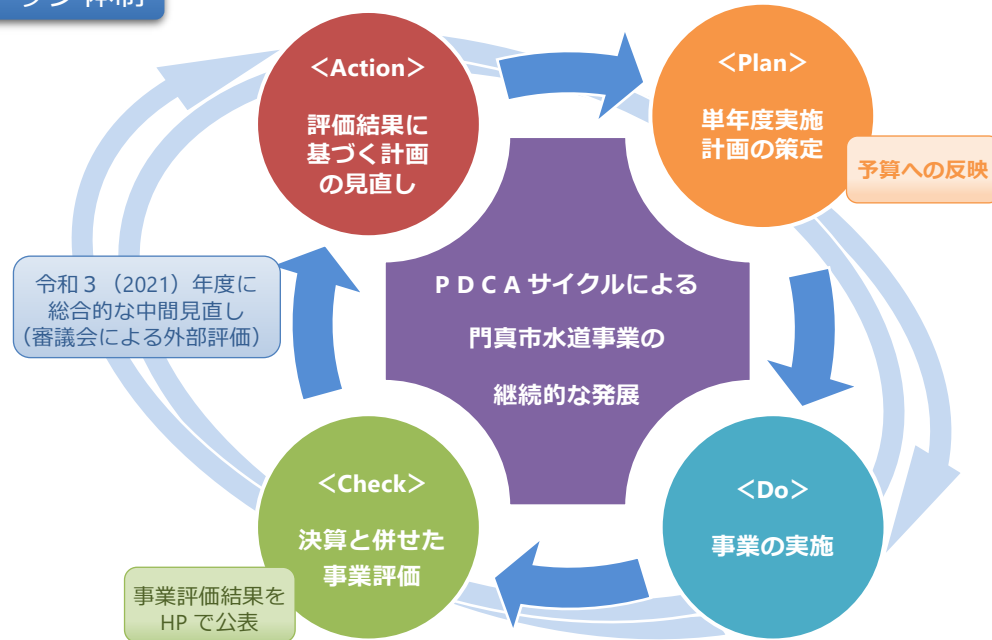 ＜Action＞
評価結果に
基づく計画
の見直し
＜Plan＞
単年度実施
計画の策定
予算への反映
令和３（2021）年度に
総合的な中間見直し
（審議会による外部評価）
ＰＤＣＡサイクルによる
門真市水道事業の
継続的な発展
＜Check＞
決算と併せた
事業評価
事業評価結果を
HPで公表
＜Do＞
事業の実施